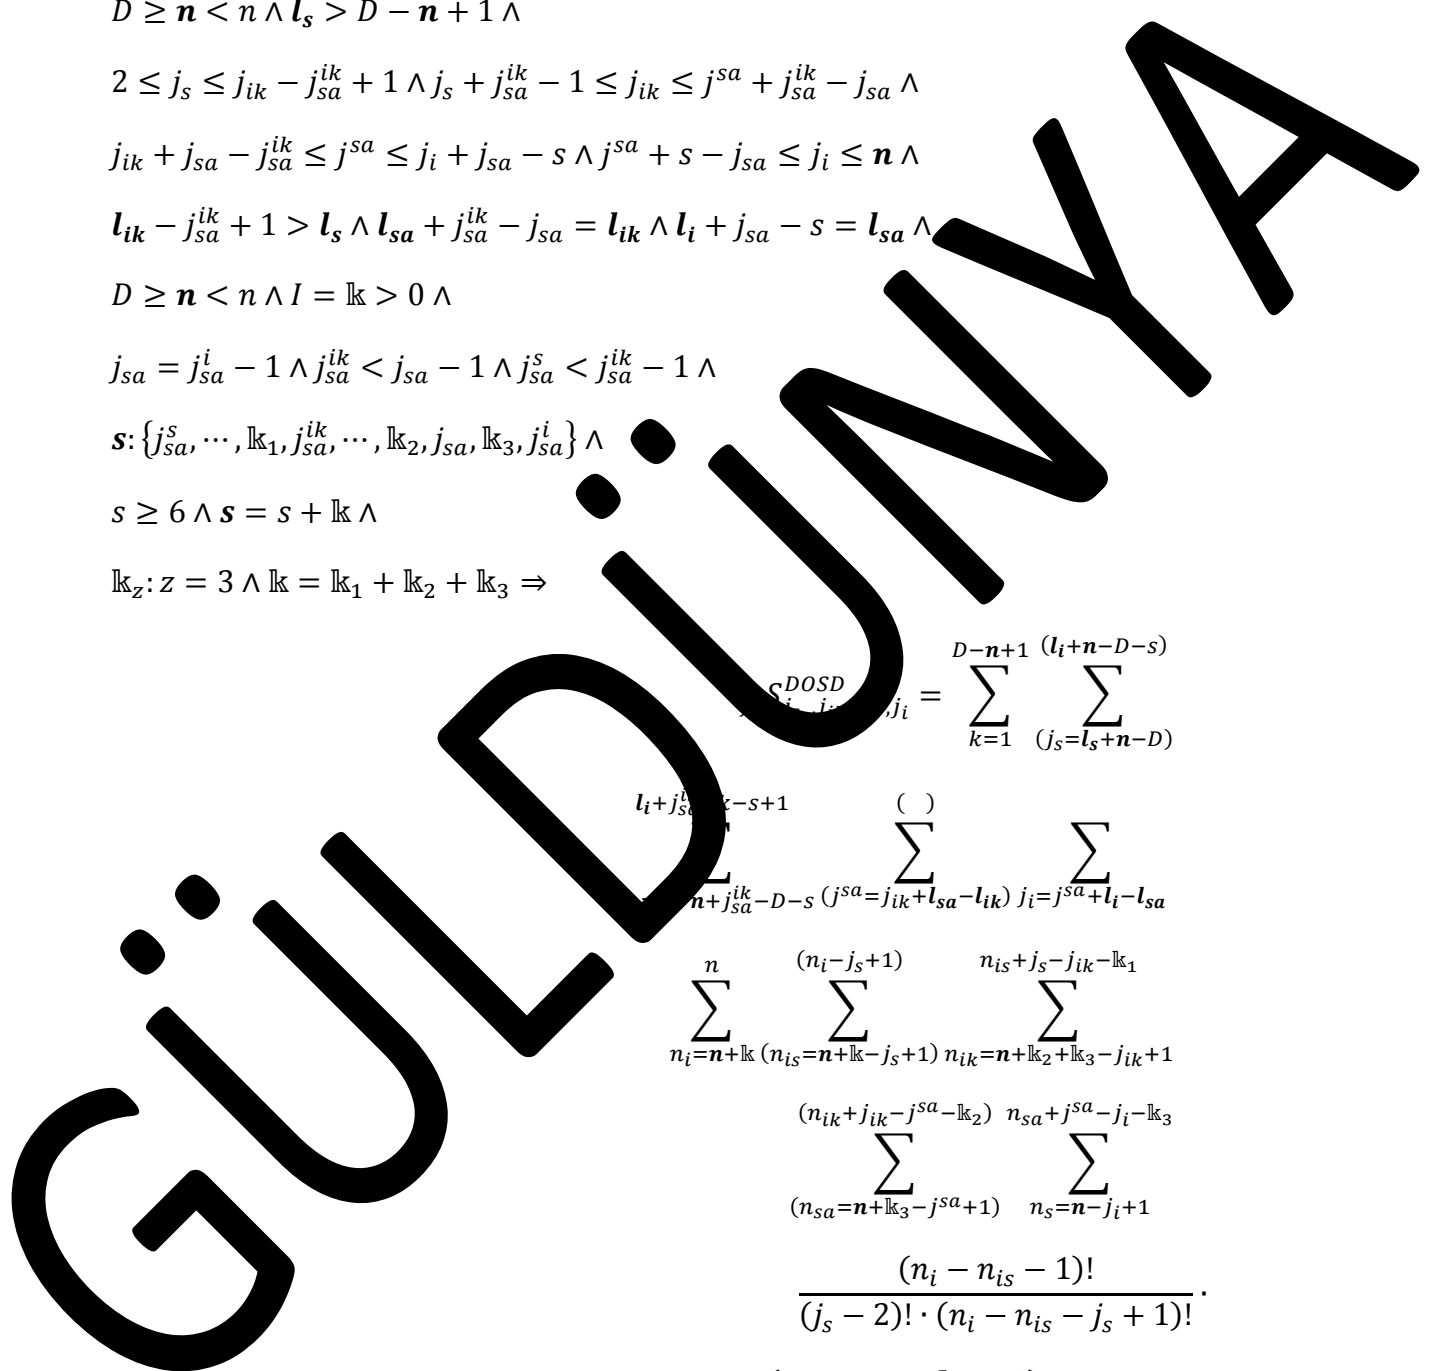 D ≥ 𝒏 < n ∧ 𝒍ₛ > D − 𝒏 + 1 ∧
2 ≤ j_s ≤ j_{ik} − j_{sa}^{ik} + 1 ∧ j_s + j_{sa}^{ik} − 1 ≤ j_{ik} ≤ j^{sa} + j_{sa}^{ik} − j_{sa} ∧
j_{ik} + j_{sa} − j_{sa}^{ik} ≤ j^{sa} ≤ j_i + j_{sa} − s ∧ j^{sa} + s − j_{sa} ≤ j_i ≤ 𝒏 ∧
𝒍_{ik} − j_{sa}^{ik} + 1 > 𝒍_s ∧ 𝒍_{sa} + j_{sa}^{ik} − j_{sa} = 𝒍_{ik} ∧ 𝒍_i + j_{sa} − s = 𝒍_{sa} ∧
D ≥ 𝒏 < n ∧ I = 𝕜 > 0 ∧
j_{sa} = j_{sa}^{i} − 1 ∧ j_{sa}^{ik} < j_{sa} − 1 ∧ j_{sa}^{s} < j_{sa}^{ik} − 1 ∧
𝒔: {j_{sa}^{s}, ⋯, 𝕜_1, j_{sa}^{ik}, ⋯, 𝕜_2, j_{sa}, 𝕜_3, j_{sa}^{i}} ∧
s ≥ 6 ∧ 𝒔 = s + 𝕜 ∧
𝕜_z: z = 3 ∧ 𝕜 = 𝕜_1 + 𝕜_2 + 𝕜_3 ⇒
D−𝒏+1 (𝒍_i+𝒏−D−s)
S^{DOSD} ,j_i = ∑ ∑
k=1 (j_s=𝒍_s+𝒏−D)
𝒍_i+j −s+1 ( )
∑ ∑ ∑
𝒏+j_{sa}^{ik}−D−s (j^{sa}=j_{ik}+𝒍_{sa}−𝒍_{ik}) j_i=j^{sa}+𝒍_i−𝒍_{sa}
n (n_i−j_s+1) n_{is}+j_s−j_{ik}−𝕜_1
∑ ∑ ∑
n_i=𝒏+𝕜 (n_{is}=𝒏+𝕜−j_s+1) n_{ik}=𝒏+𝕜_2+𝕜_3−j_{ik}+1
(n_{ik}+j_{ik}−j^{sa}−𝕜_2) n_{sa}+j^{sa}−j_i−𝕜_3
∑ ∑
(n_{sa}=𝒏+𝕜_3−j^{sa}+1) n_s=𝒏−j_i+1
(n_i − n_{is} − 1)!
(j_s − 2)! · (n_i − n_{is} − j_s + 1)! ·
GÜLDÜNYA